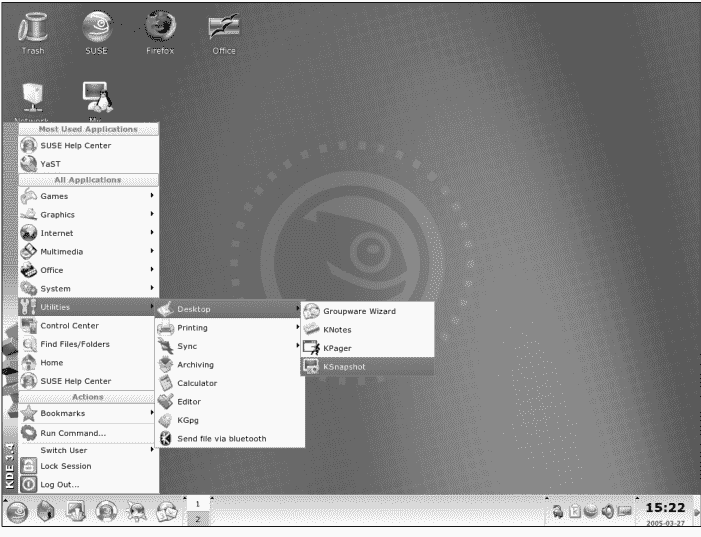 Trash
SUSE
Firefox
Office
Network
My
Most Used Applications
SUSE Help Center
YaST
All Applications
Games
Graphics
Internet
Multimedia
Office
System
Utilities
Control Center
Find Files/Folders
Home
SUSE Help Center
Actions
Bookmarks
Run Command...
Switch User
Lock Session
Log Out...
KDE 3.4
Desktop
Printing
Sync
Archiving
Calculator
Editor
KGpg
Send file via bluetooth
Groupware Wizard
KNotes
KPager
KSnapshot
1
2
15:22
2005-03-27